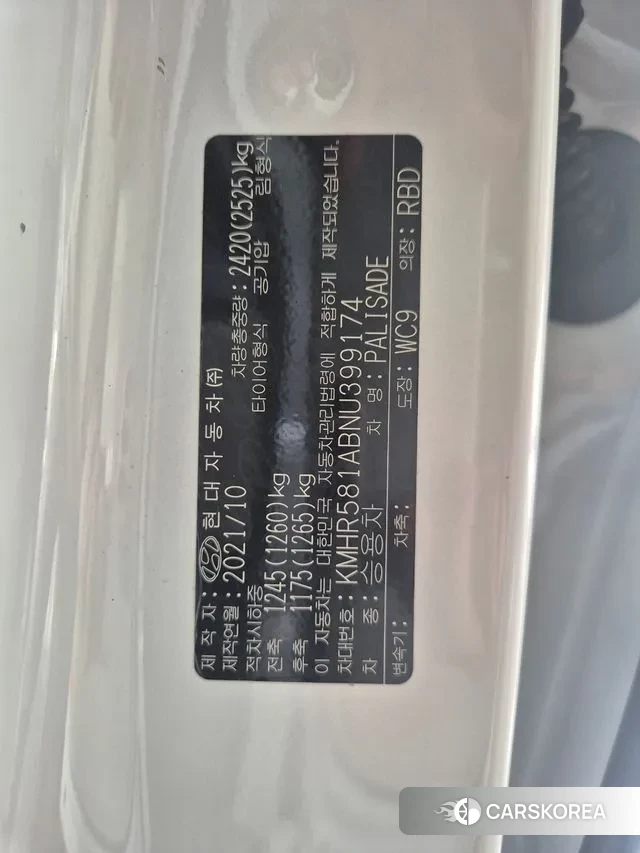 제 작 자: 현 대 자 동 차 (주)
제작연월: 2021/10 차량총중량: 2420(2525)kg
적차시하중 타이어형식 공기압 림형식
전축 1245(1260)kg
후축 1175(1265)kg
이 자동차는 대한민국 자동차관리법령에 적합하게 제작되었습니다.
차대번호: KMHR581ABNU399174
차 종: 승용차 차 명: PALISADE
변속기: 차축: 도장: WC9 의장: RBD
CARSKOREA